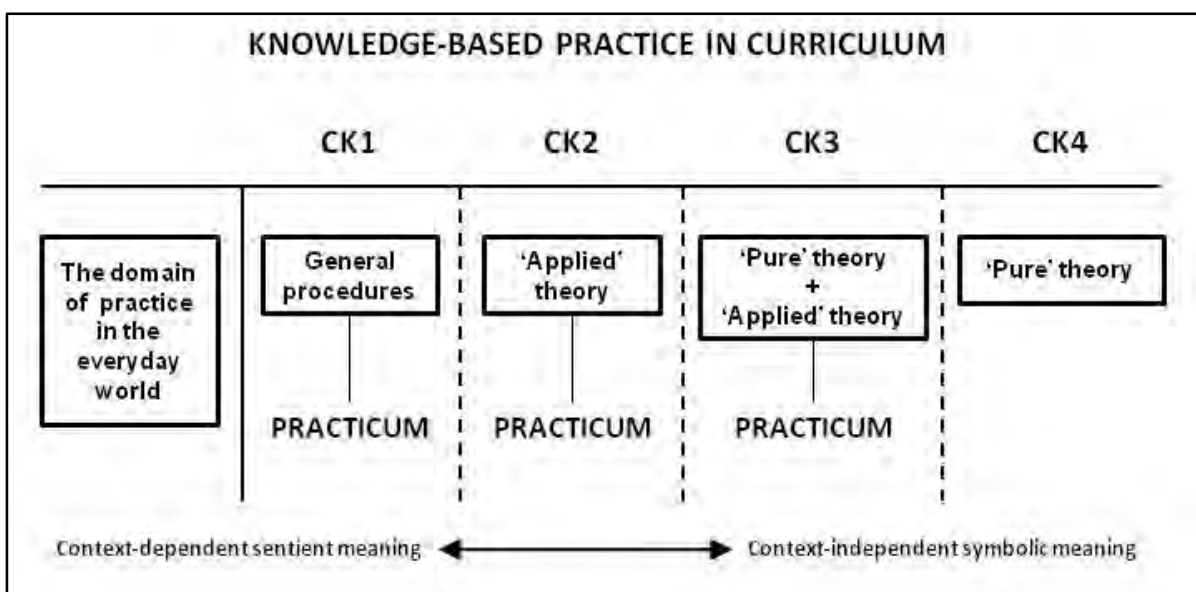 KNOWLEDGE-BASED PRACTICE IN CURRICULUM
CK1
CK2
CK3
CK4
The domain
of practice
in the
everyday
world
General
procedures
PRACTICUM
'Applied'
theory
PRACTICUM
'Pure' theory
+
'Applied' theory
PRACTICUM
'Pure' theory
Context-dependent sentient meaning
Context-independent symbolic meaning